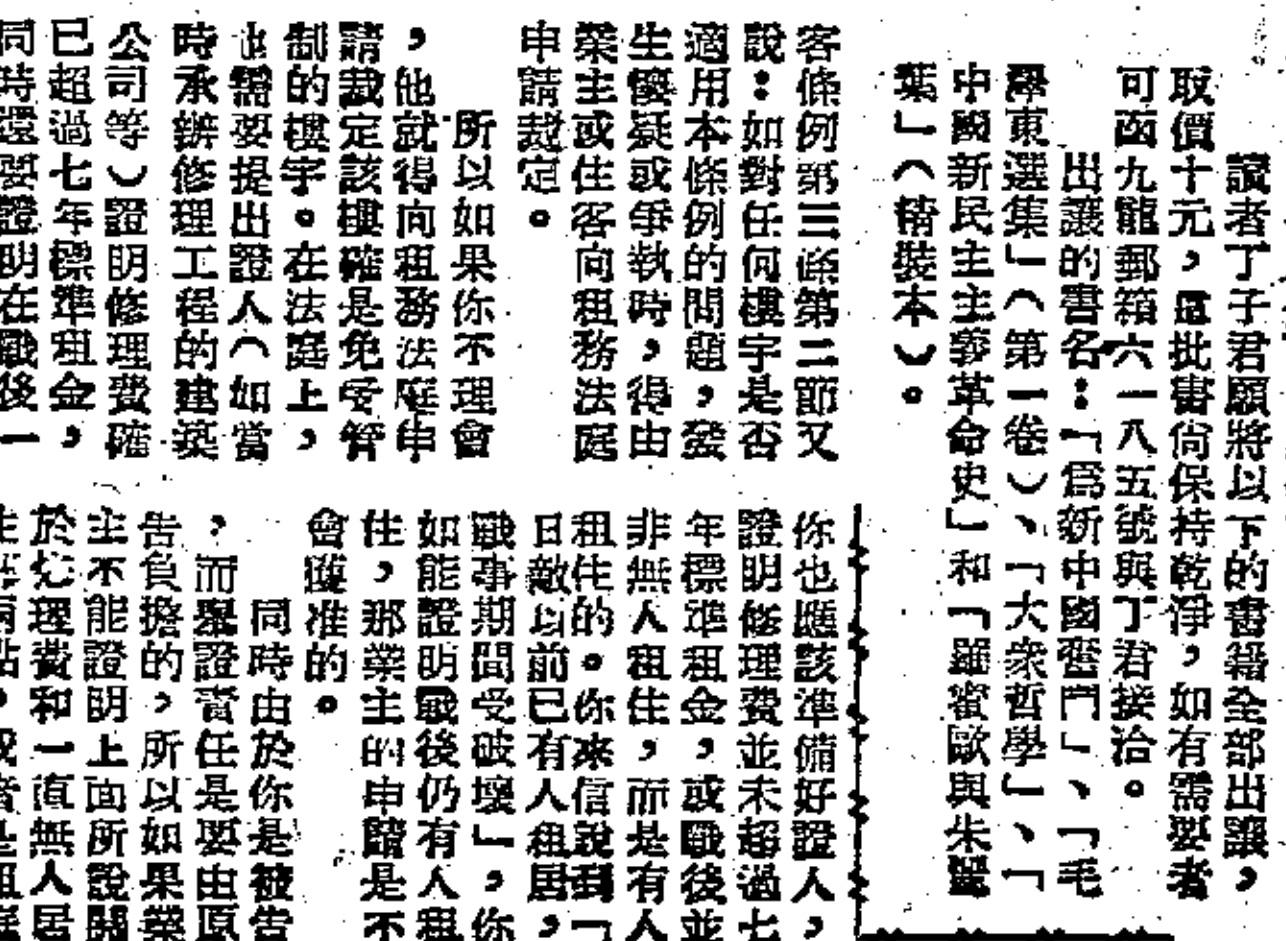 讀者丁子君願將以下的書籍全部出讓,
取價十元,這批書尙保持乾淨,如有需要者
可函九龍郵箱六一八五號與丁君接洽。
出讓的書名:「爲新中國奮鬥」、「毛
澤東選集」(第一卷)、「大衆哲學」、「
中國新民主主義革命史」和「羅蜜歐與朱麗
葉」(精裝本)。
客條例第三條第二節又
說:如對任何樓宇是否
適用本條例的問題,發
生懷疑或爭執時,得由
業主或住客向租務法庭
申請裁定。
所以如果你不理會
,他就得向租務法庭申
請裁定該樓確是免受管
制的樓宇。在法庭上,
也需要提出證人(如當
時承辦修理工程的建築
公司等)證明修理費確
已超過七年標準租金,
同時還要證明在戰後一
你也應該準備好證人,
證明修理費並未超過七
年標準租金,或戰後並
非無人租住,而是有人
租住的。你來信說到「
日敵以前已有人租居,
戰事期間受破壞」,你
如能證明戰後仍有人租
住,那業主的申請是不
會獲准的。
同時由於你是被告
,而舉證責任是要由原
告負擔的,所以如果業
主不能證明上面所說關
於修理費和一直無人居